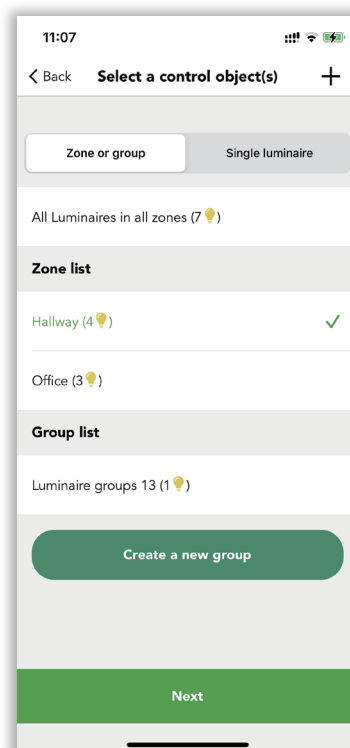 11:07
Back
Select a control object(s)
Zone or group
Single luminaire
All Luminaires in all zones (7💡)
Zone list
Hallway (4💡)
Office (3💡)
Group list
Luminaire groups 13 (1💡)
Create a new group
Next